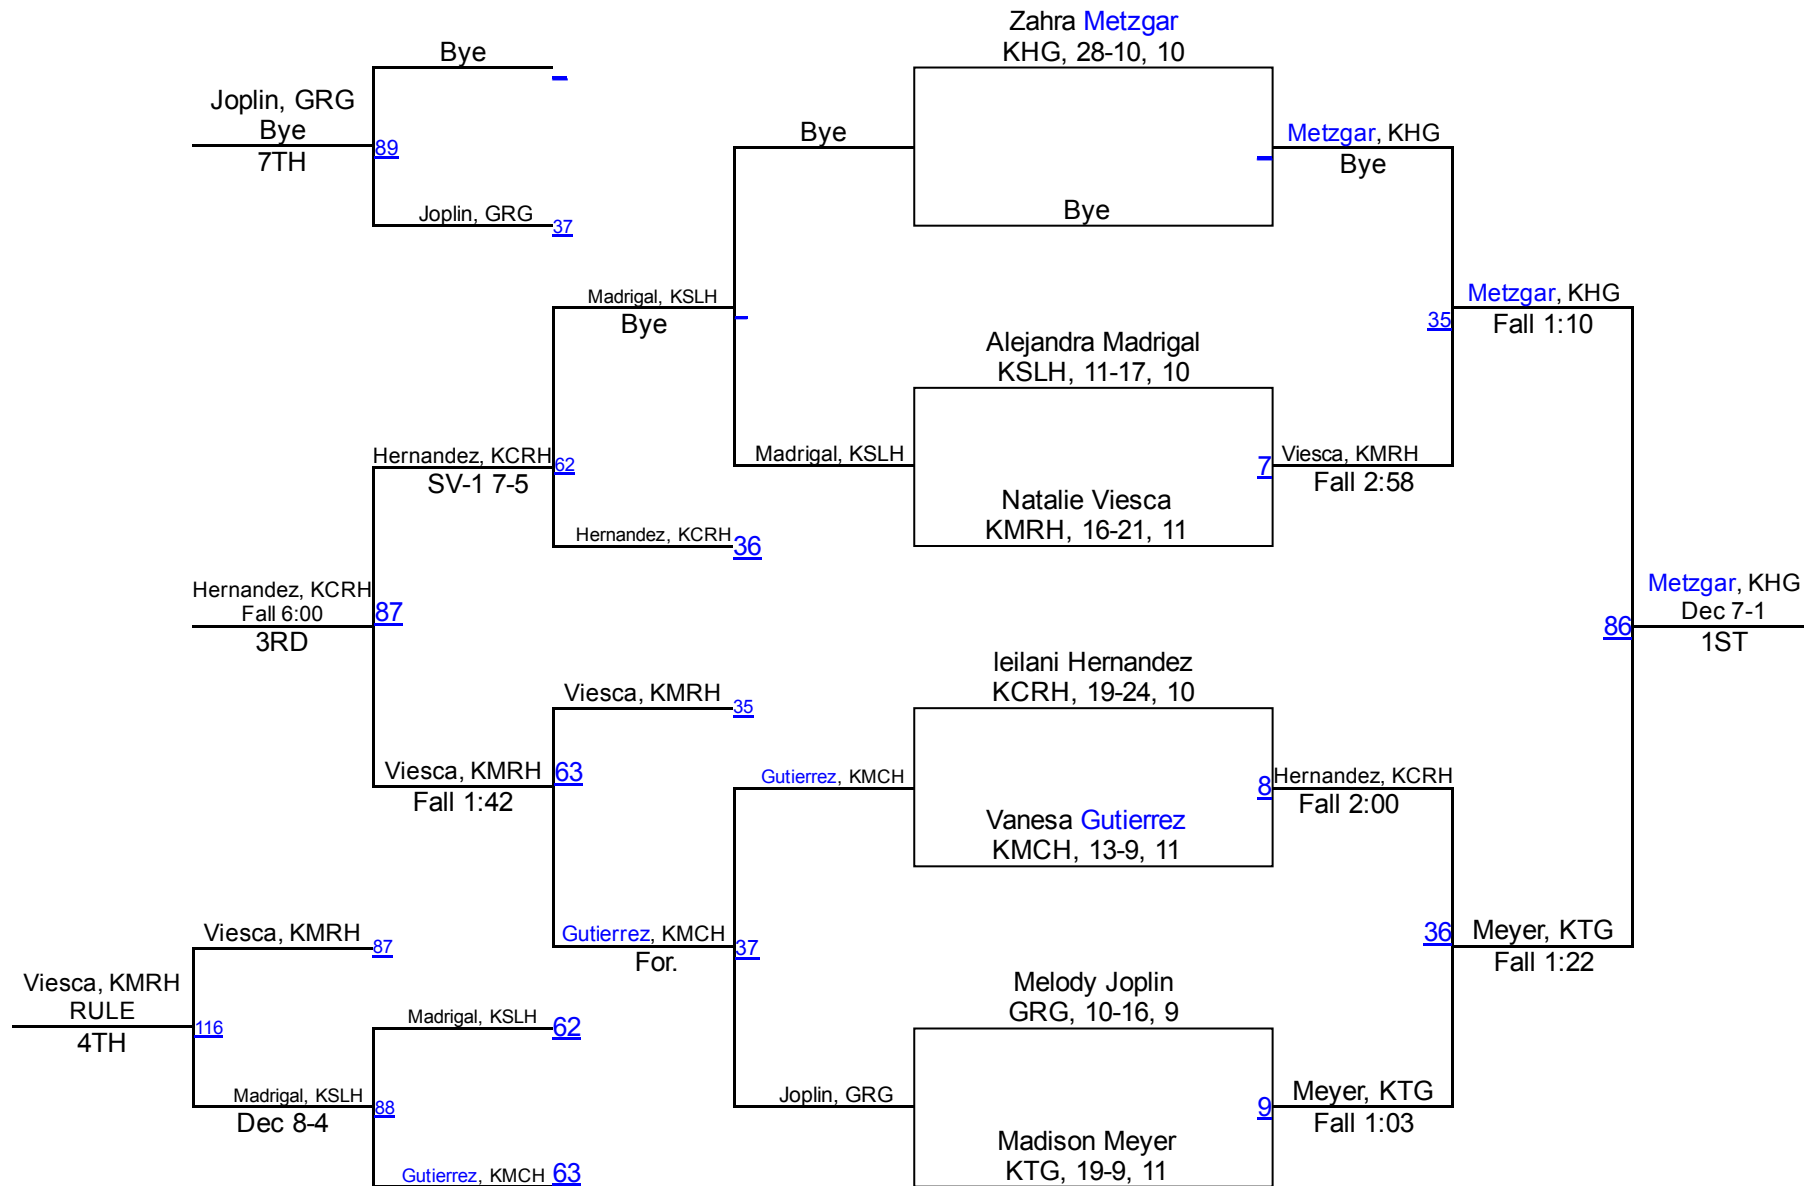 Zahra Metzgar
KHG, 28-10, 10
Bye
Joplin, GRG
Bye
7TH
89
Joplin, GRG
37
Bye
Metzgar, KHG
Bye
Bye
Madrigal, KSLH
Bye
Metzgar, KHG
35
Fall 1:10
Alejandra Madrigal
KSLH, 11-17, 10
Hernandez, KCRH
62
SV-1 7-5
Madrigal, KSLH
7
Viesca, KMRH
Fall 2:58
Natalie Viesca
KMRH, 16-21, 11
Hernandez, KCRH
36
Hernandez, KCRH
Fall 6:00
87
3RD
Metzgar, KHG
Dec 7-1
86
1ST
leilani Hernandez
KCRH, 19-24, 10
Viesca, KMRH
35
Viesca, KMRH
63
Fall 1:42
Gutierrez, KMCH
8
Hernandez, KCRH
Fall 2:00
Vanesa Gutierrez
KMCH, 13-9, 11
Viesca, KMRH
87
Gutierrez, KMCH
37
For.
36
Meyer, KTG
Fall 1:22
Viesca, KMRH
RULE
116
4TH
Madrigal, KSLH
62
Melody Joplin
GRG, 10-16, 9
Madrigal, KSLH
88
Dec 8-4
Joplin, GRG
9
Meyer, KTG
Fall 1:03
Gutierrez, KMCH
63
Madison Meyer
KTG, 19-9, 11